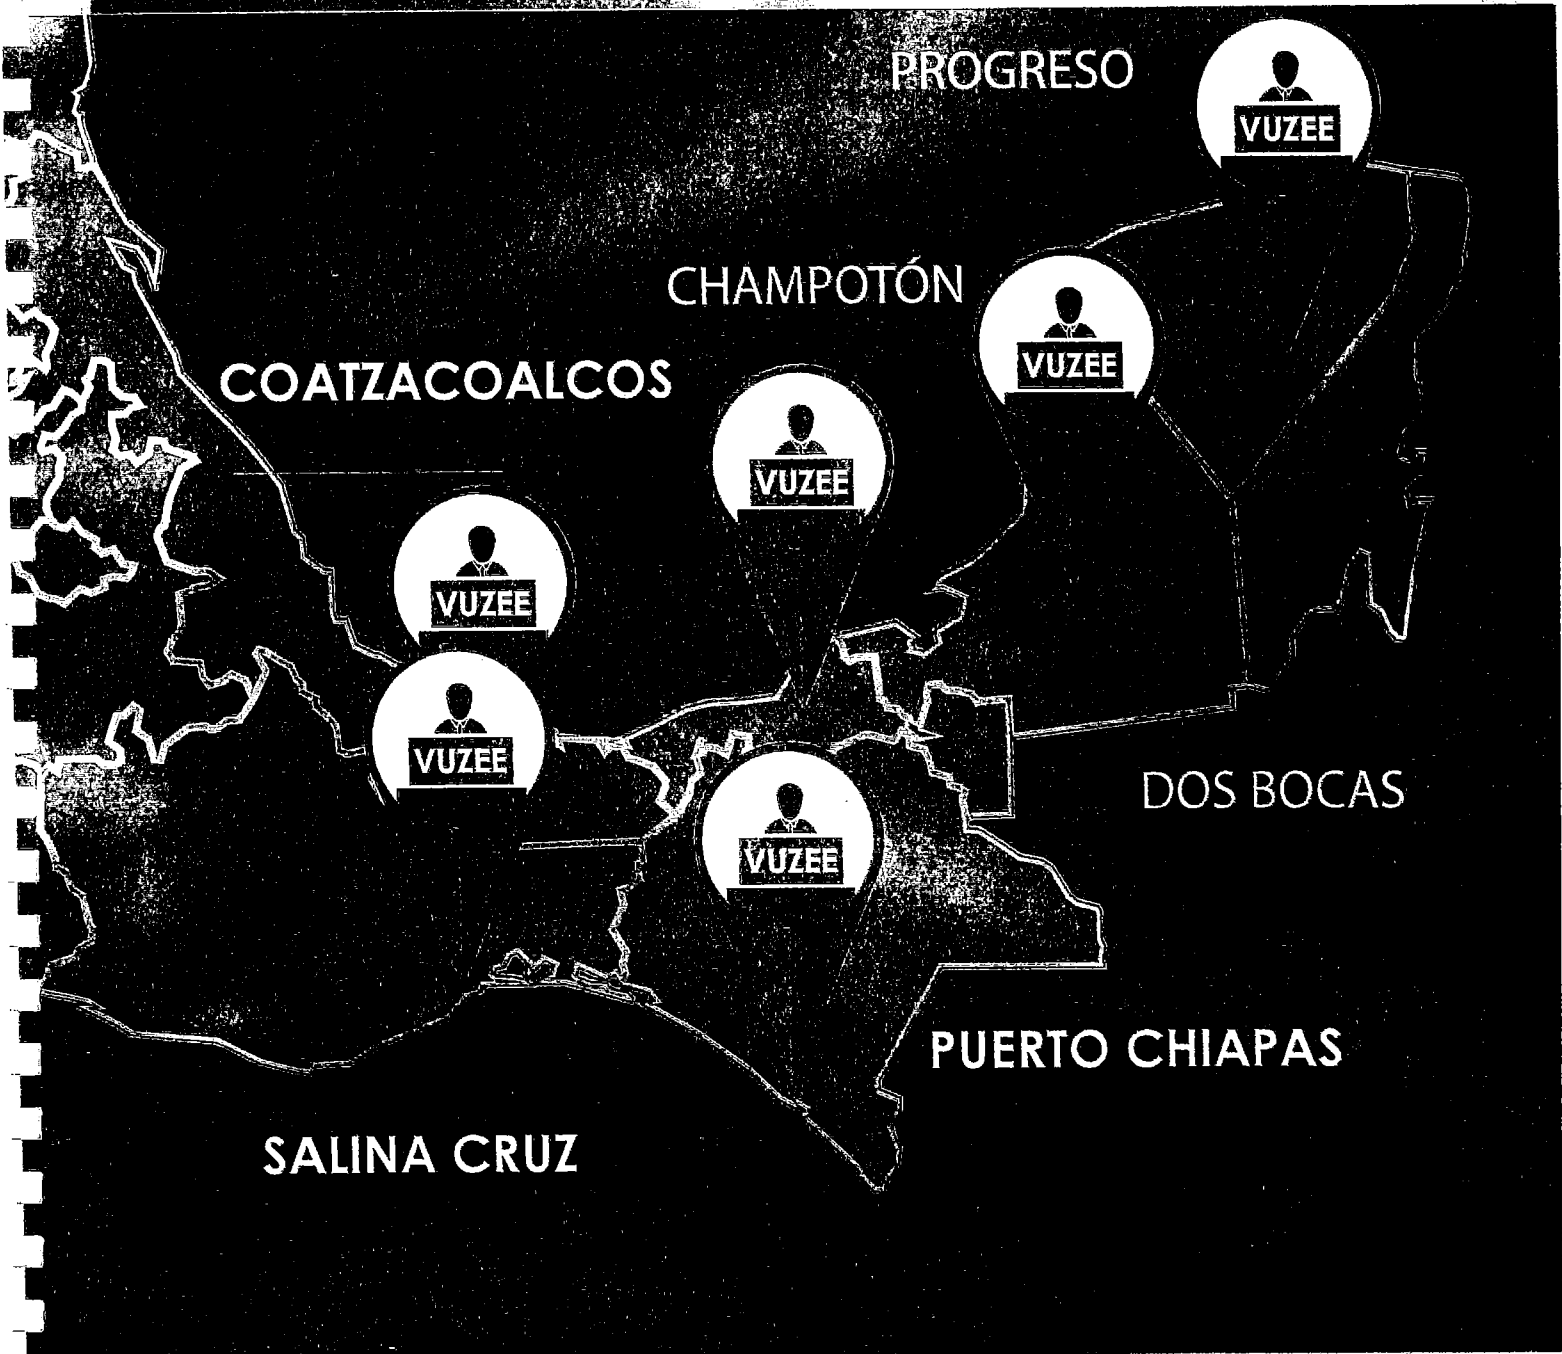 PROGRESO
VUZEE
CHAMPOTÓN
VUZEE
COATZACOALCOS
VUZEE
VUZEE
VUZEE
DOS BOCAS
VUZEE
PUERTO CHIAPAS
SALINA CRUZ